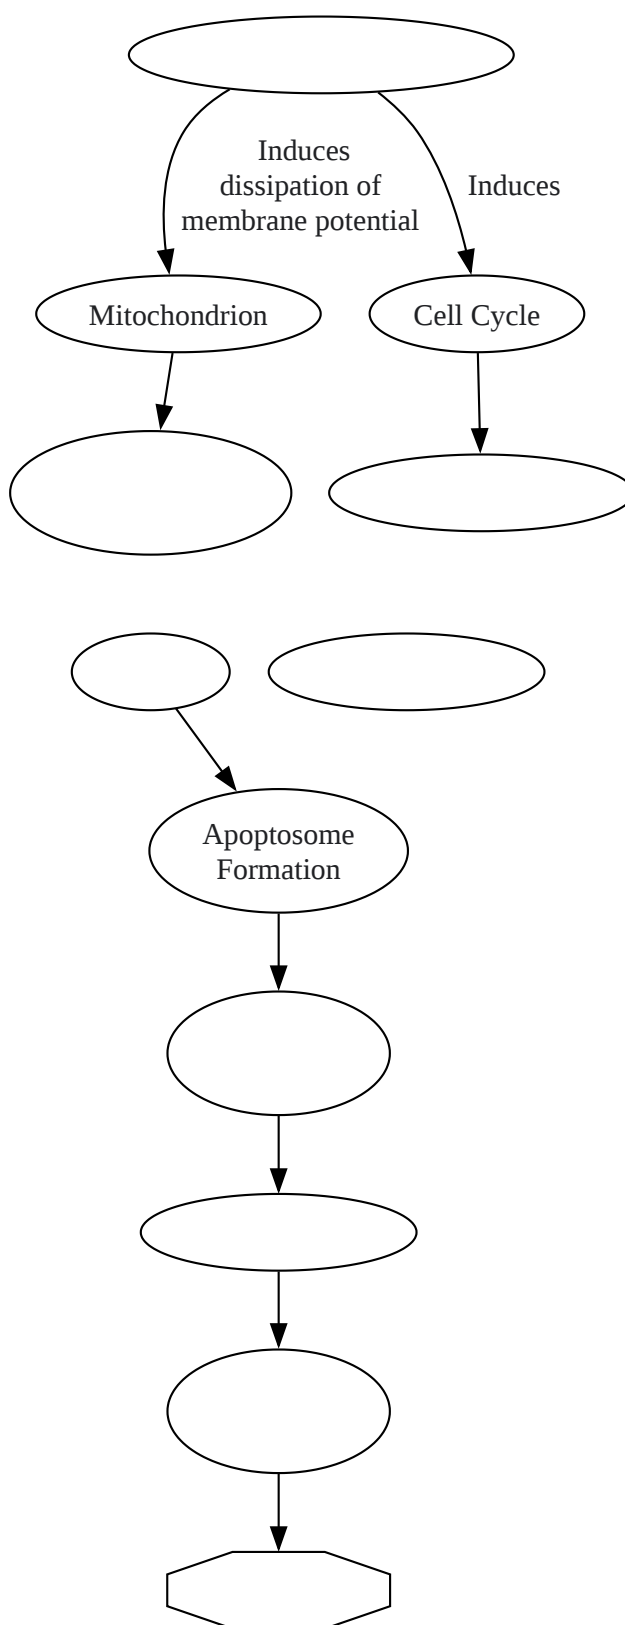 Induces
dissipation of
membrane potential
Induces
Mitochondrion
Cell Cycle
Apoptosome
Formation